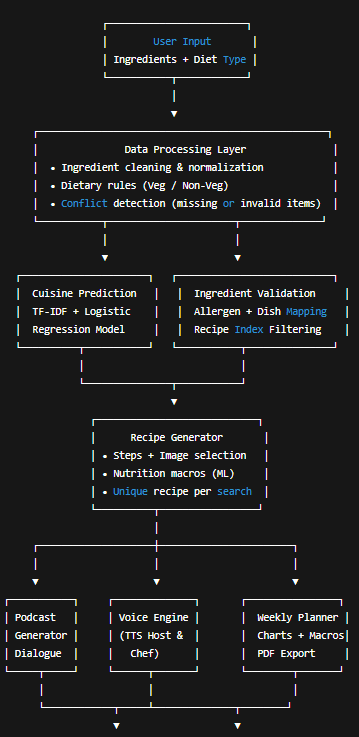 User Input
Ingredients + Diet Type
Data Processing Layer
• Ingredient cleaning & normalization
• Dietary rules (Veg / Non-Veg)
• Conflict detection (missing or invalid items)
Cuisine Prediction
TF-IDF + Logistic
Regression Model
Ingredient Validation
Allergen + Dish Mapping
Recipe Index Filtering
Recipe Generator
• Steps + Image selection
• Nutrition macros (ML)
• Unique recipe per search
Podcast
Generator
Dialogue
Voice Engine
(TTS Host &
Chef)
Weekly Planner
Charts + Macros
PDF Export